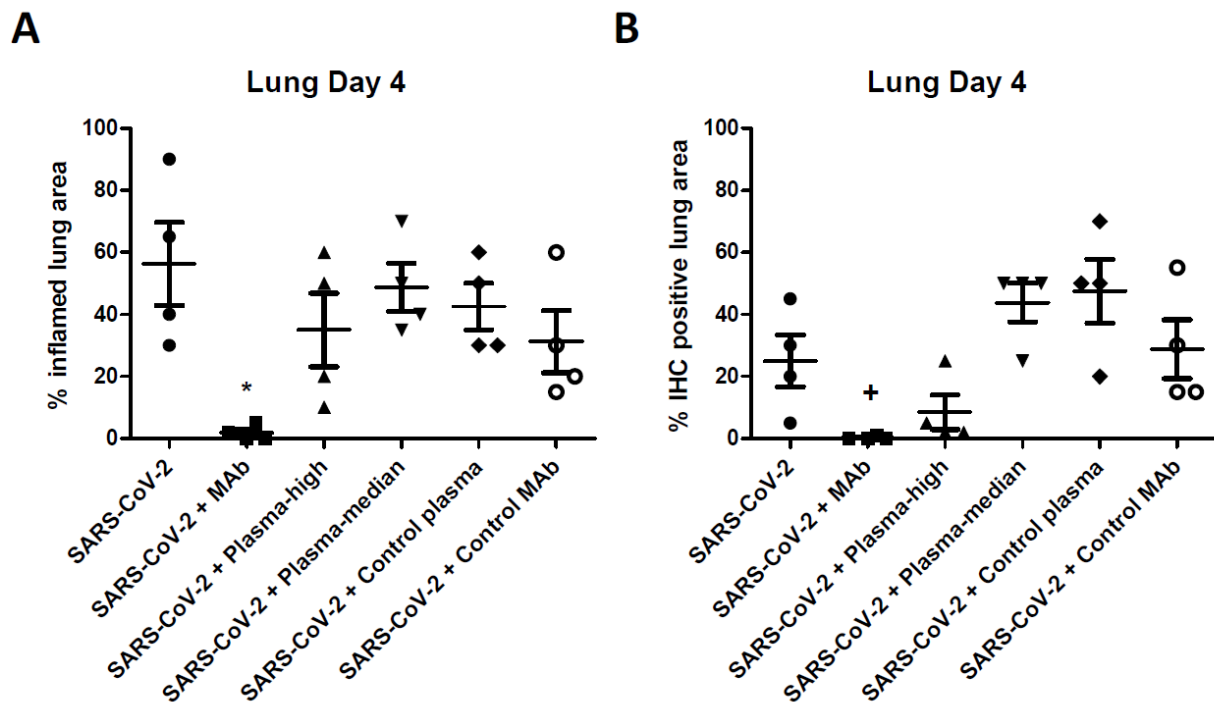 A
Lung Day 4
% inflamed lung area
100
80
60
40
20
0
*
SARS-CoV-2
SARS-CoV-2 + MAb
SARS-CoV-2 + Plasma-high
SARS-CoV-2 + Plasma-median
SARS-CoV-2 + Control plasma
SARS-CoV-2 + Control MAb
B
Lung Day 4
% IHC positive lung area
100
80
60
40
20
0
+
SARS-CoV-2
SARS-CoV-2 + MAb
SARS-CoV-2 + Plasma-high
SARS-CoV-2 + Plasma-median
SARS-CoV-2 + Control plasma
SARS-CoV-2 + Control MAb